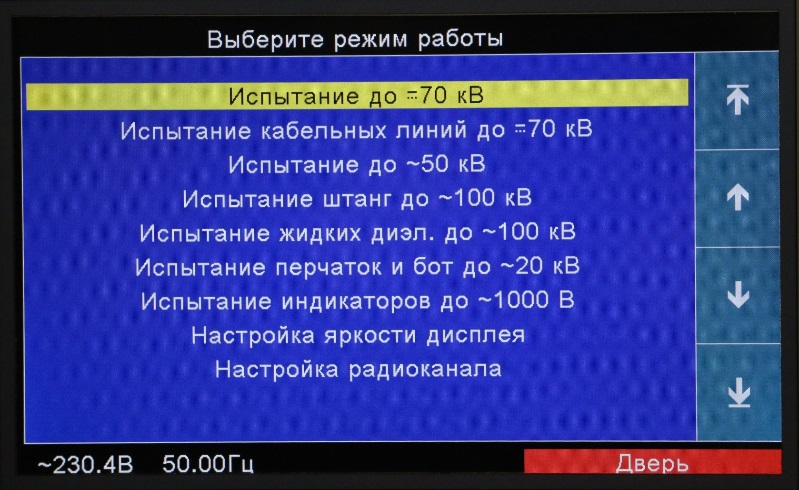 Выберите режим работы
Испытание до ⎓70 кВ
Испытание кабельных линий до ⎓70 кВ
Испытание до ~50 кВ
Испытание штанг до ~100 кВ
Испытание жидких диэл. до ~100 кВ
Испытание перчаток и бот до ~20 кВ
Испытание индикаторов до ~1000 В
Настройка яркости дисплея
Настройка радиоканала
~230.4В 50.00Гц Дверь